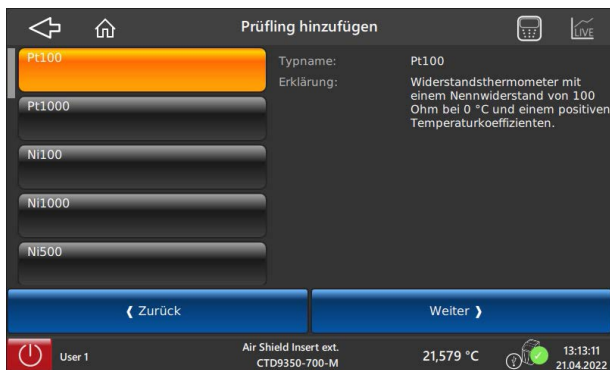 Prüfling hinzufügen
LIVE
Pt100
Pt1000
Ni100
Ni1000
Ni500
Typname: Pt100
Erklärung: Widerstandsthermometer mit
einem Nennwiderstand von 100
Ohm bei 0 °C und einem positiven
Temperaturkoeffizienten.
❰ Zurück
Weiter ❱
User 1
Air Shield Insert ext.
CTD9350-700-M
21,579 °C
13:13:11
21.04.2022